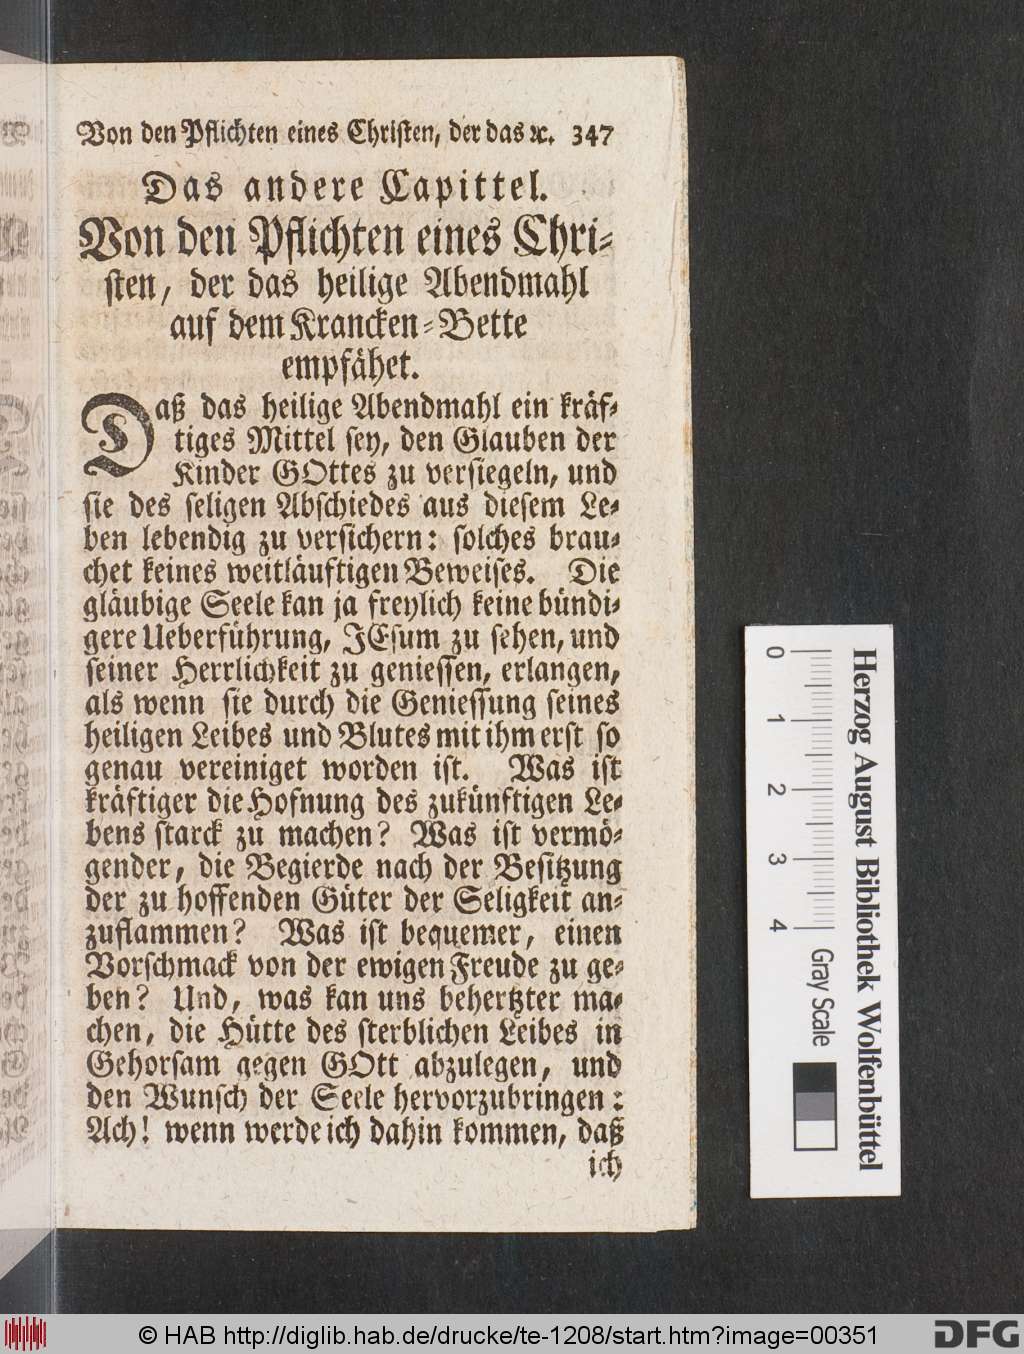 Von den Pflichten eines Christen, der das ꝛc. 347
Das andere Capittel.
Von den Pflichten eines Chri⸗
sten, der das heilige Abendmahl
auf dem Krancken⸗Bette
empfähet.
Daß das heilige Abendmahl ein kräf⸗
tiges Mittel sey, den Glauben der
Kinder GOttes zu versiegeln, und
sie des seligen Abschiedes aus diesem Le⸗
ben lebendig zu versichern: solches brau⸗
chet keines weitläuftigen Beweises. Die
gläubige Seele kan ja freylich keine bündi⸗
gere Ueberführung, JEsum zu sehen, und
seiner Herrlichkeit zu geniessen, erlangen,
als wenn sie durch die Geniessung seines
heiligen Leibes und Blutes mit ihm erst so
genau vereiniget worden ist. Was ist
kräftiger die Hofnung des zukünftigen Le⸗
bens starck zu machen? Was ist vermö⸗
gender, die Begierde nach der Besitzung
der zu hoffenden Güter der Seligkeit an⸗
zuflammen? Was ist bequemer, einen
Vorschmack von der ewigen Freude zu ge⸗
ben? Und, was kan uns behertzter ma⸗
chen, die Hütte des sterblichen Leibes in
Gehorsam gegen GOtt abzulegen, und
den Wunsch der Seele hervorzubringen:
Ach! wenn werde ich dahin kommen, daß
ich
Herzog August Bibliothek Wolfenbüttel
0 1 2 3 4
Gray Scale
© HAB http://diglib.hab.de/drucke/te-1208/start.htm?image=00351
DFG